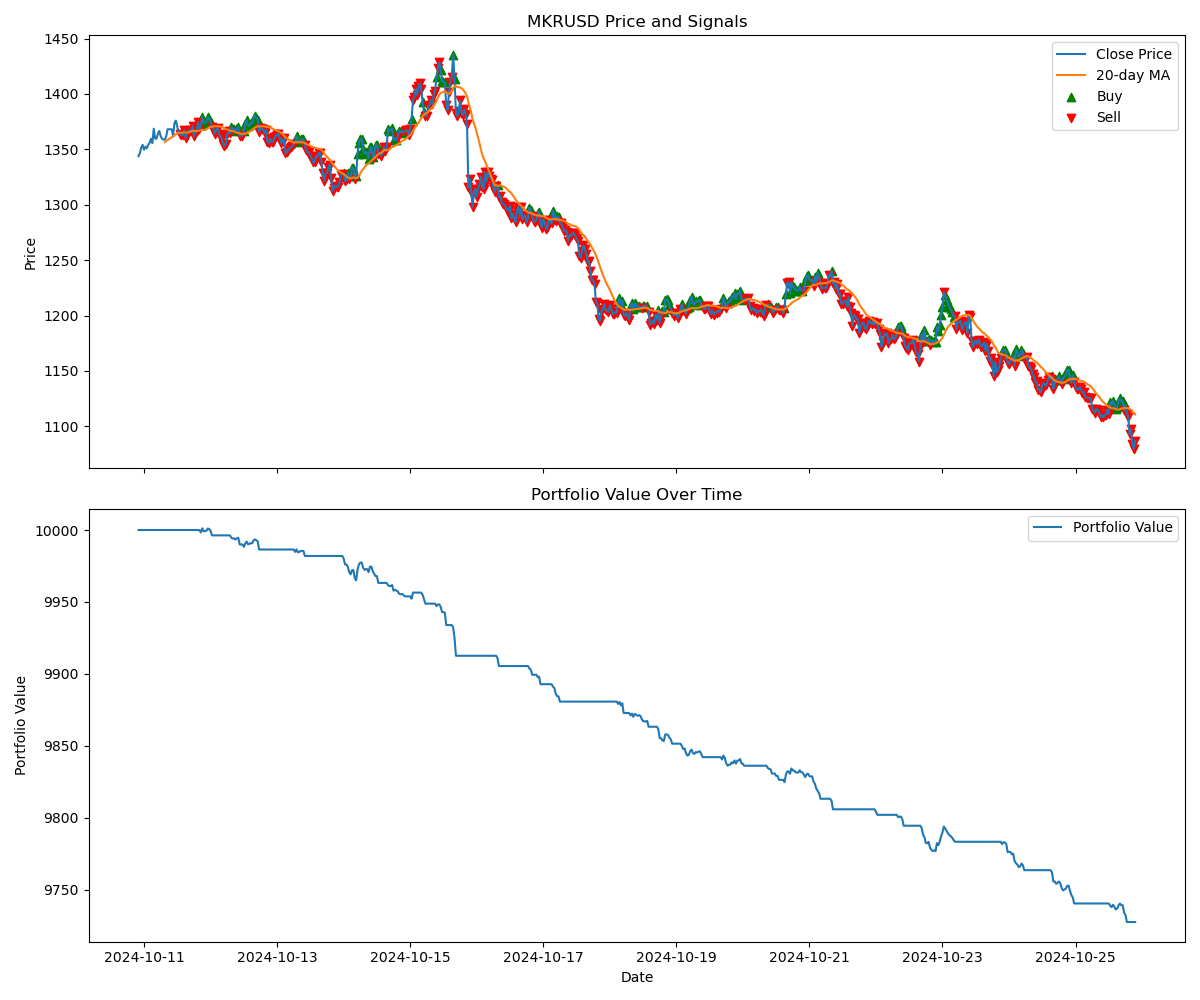 MKRUSD Price and Signals
1450
1400
1350
1300
1250
1200
1150
1100
Price
Close Price
20-day MA
Buy
Sell
Portfolio Value Over Time
10000
9950
9900
9850
9800
9750
Portfolio Value
Portfolio Value
2024-10-11
2024-10-13
2024-10-15
2024-10-17
2024-10-19
2024-10-21
2024-10-23
2024-10-25
Date